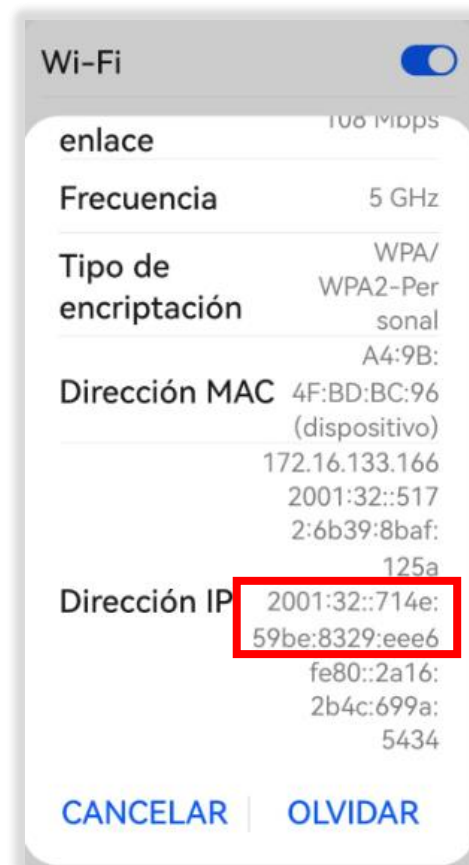 Wi-Fi
108 Mbps
enlace
Frecuencia
5 GHz
Tipo de
encriptación
WPA/
WPA2-Per
sonal
Dirección MAC
A4:9B:
4F:BD:BC:96
(dispositivo)
Dirección IP
172.16.133.166
2001:32::517
2:6b39:8baf:
125a
2001:32::714e:
59be:8329:eee6
fe80::2a16:
2b4c:699a:
5434
CANCELAR
OLVIDAR